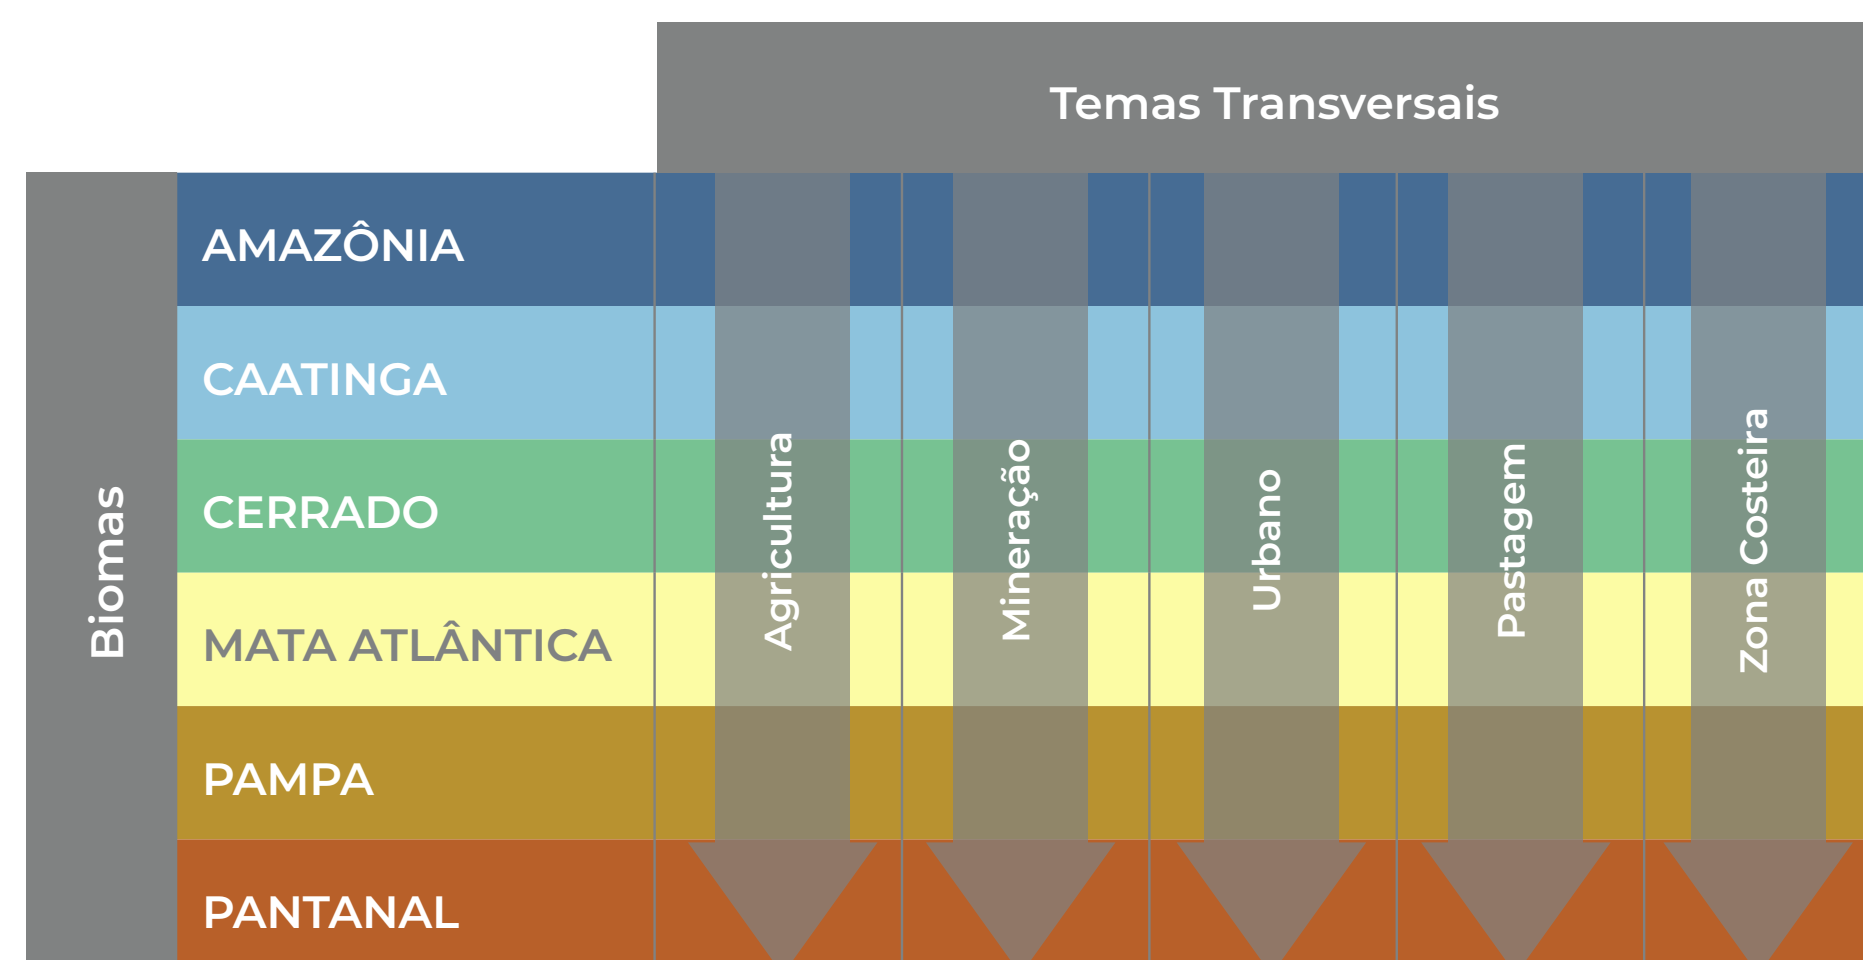 Temas Transversais
Biomas
AMAZÔNIA
CAATINGA
CERRADO
MATA ATLÂNTICA
PAMPA
PANTANAL
Agricultura
Mineração
Urbano
Pastagem
Zona Costeira